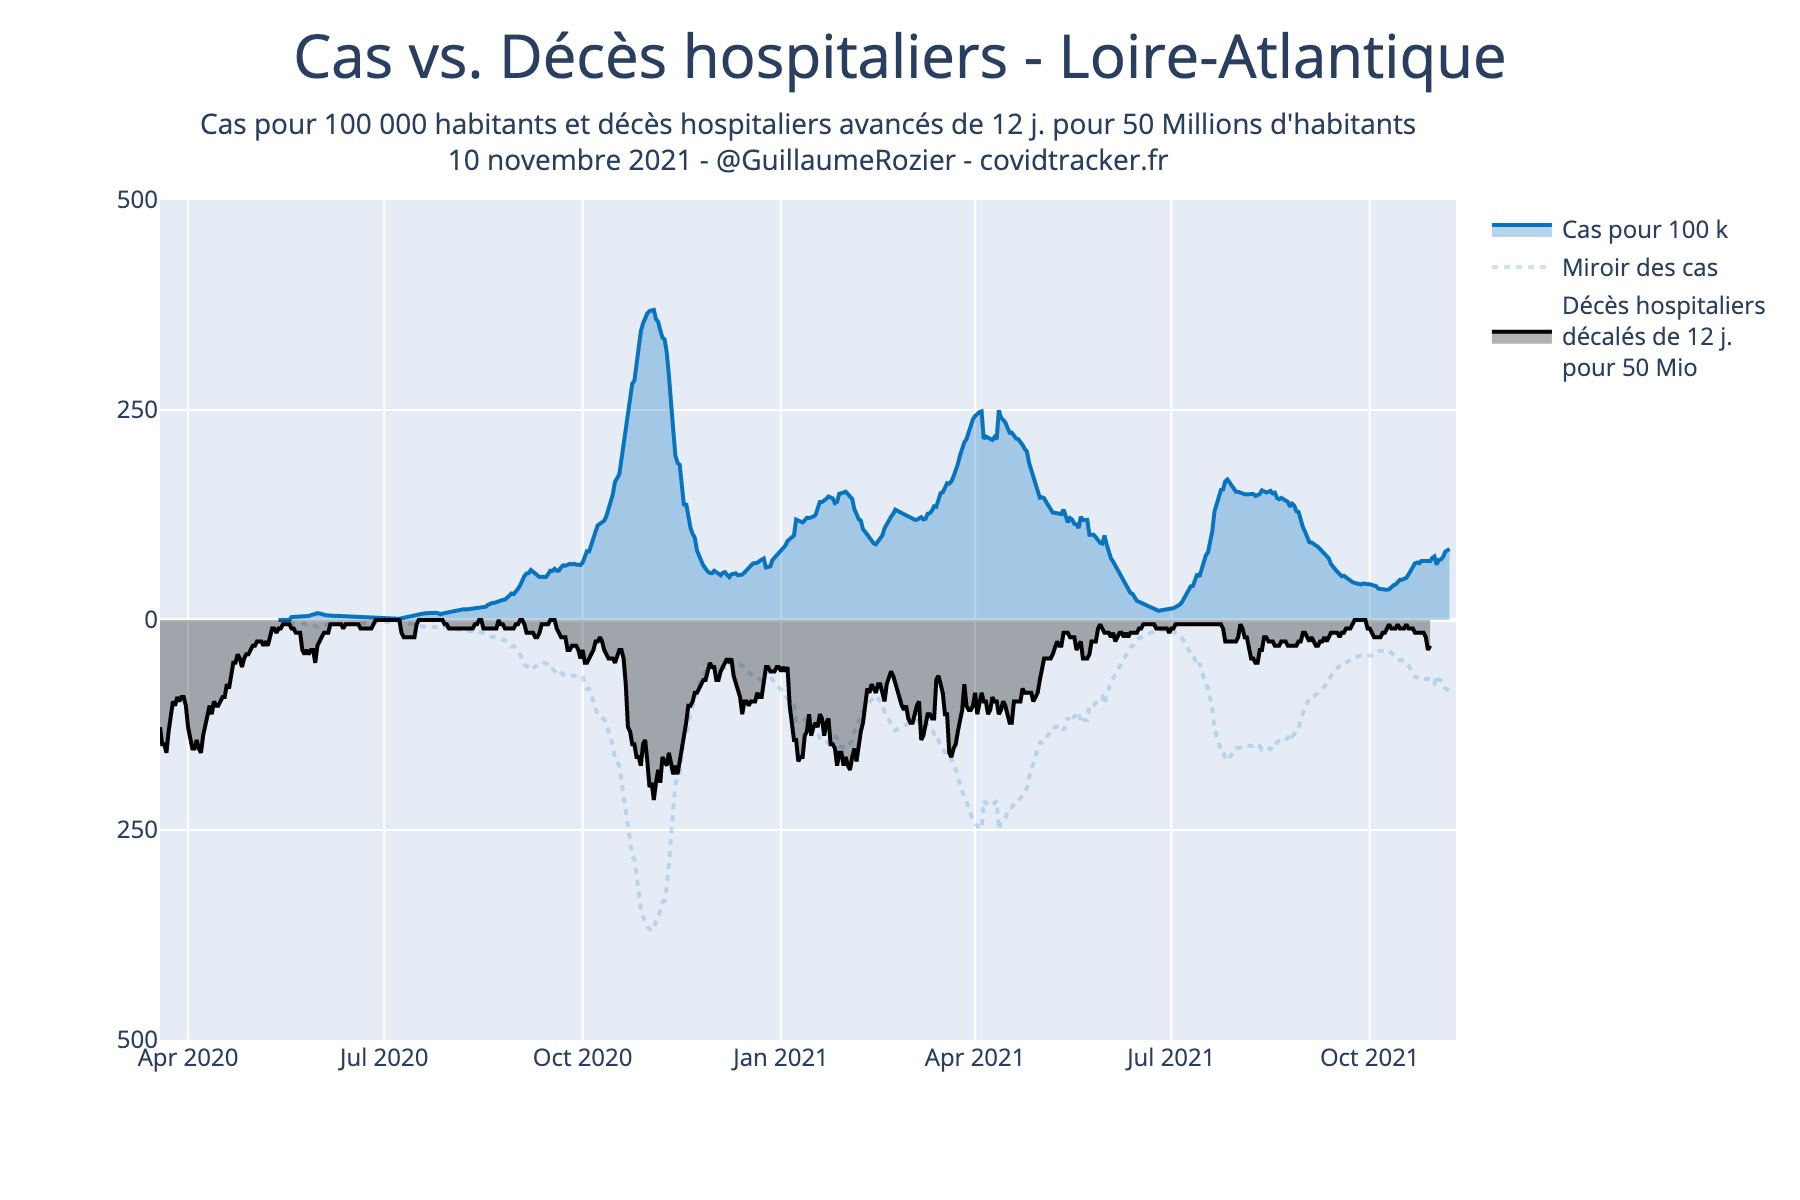 Cas vs. Décès hospitaliers - Loire-Atlantique
Cas pour 100 000 habitants et décès hospitaliers avancés de 12 j. pour 50 Millions d'habitants
10 novembre 2021 - @GuillaumeRozier - covidtracker.fr
500
250
0
250
500
Apr 2020
Jul 2020
Oct 2020
Jan 2021
Apr 2021
Jul 2021
Oct 2021
Cas pour 100 k
Miroir des cas
Décès hospitaliers
décalés de 12 j.
pour 50 Mio